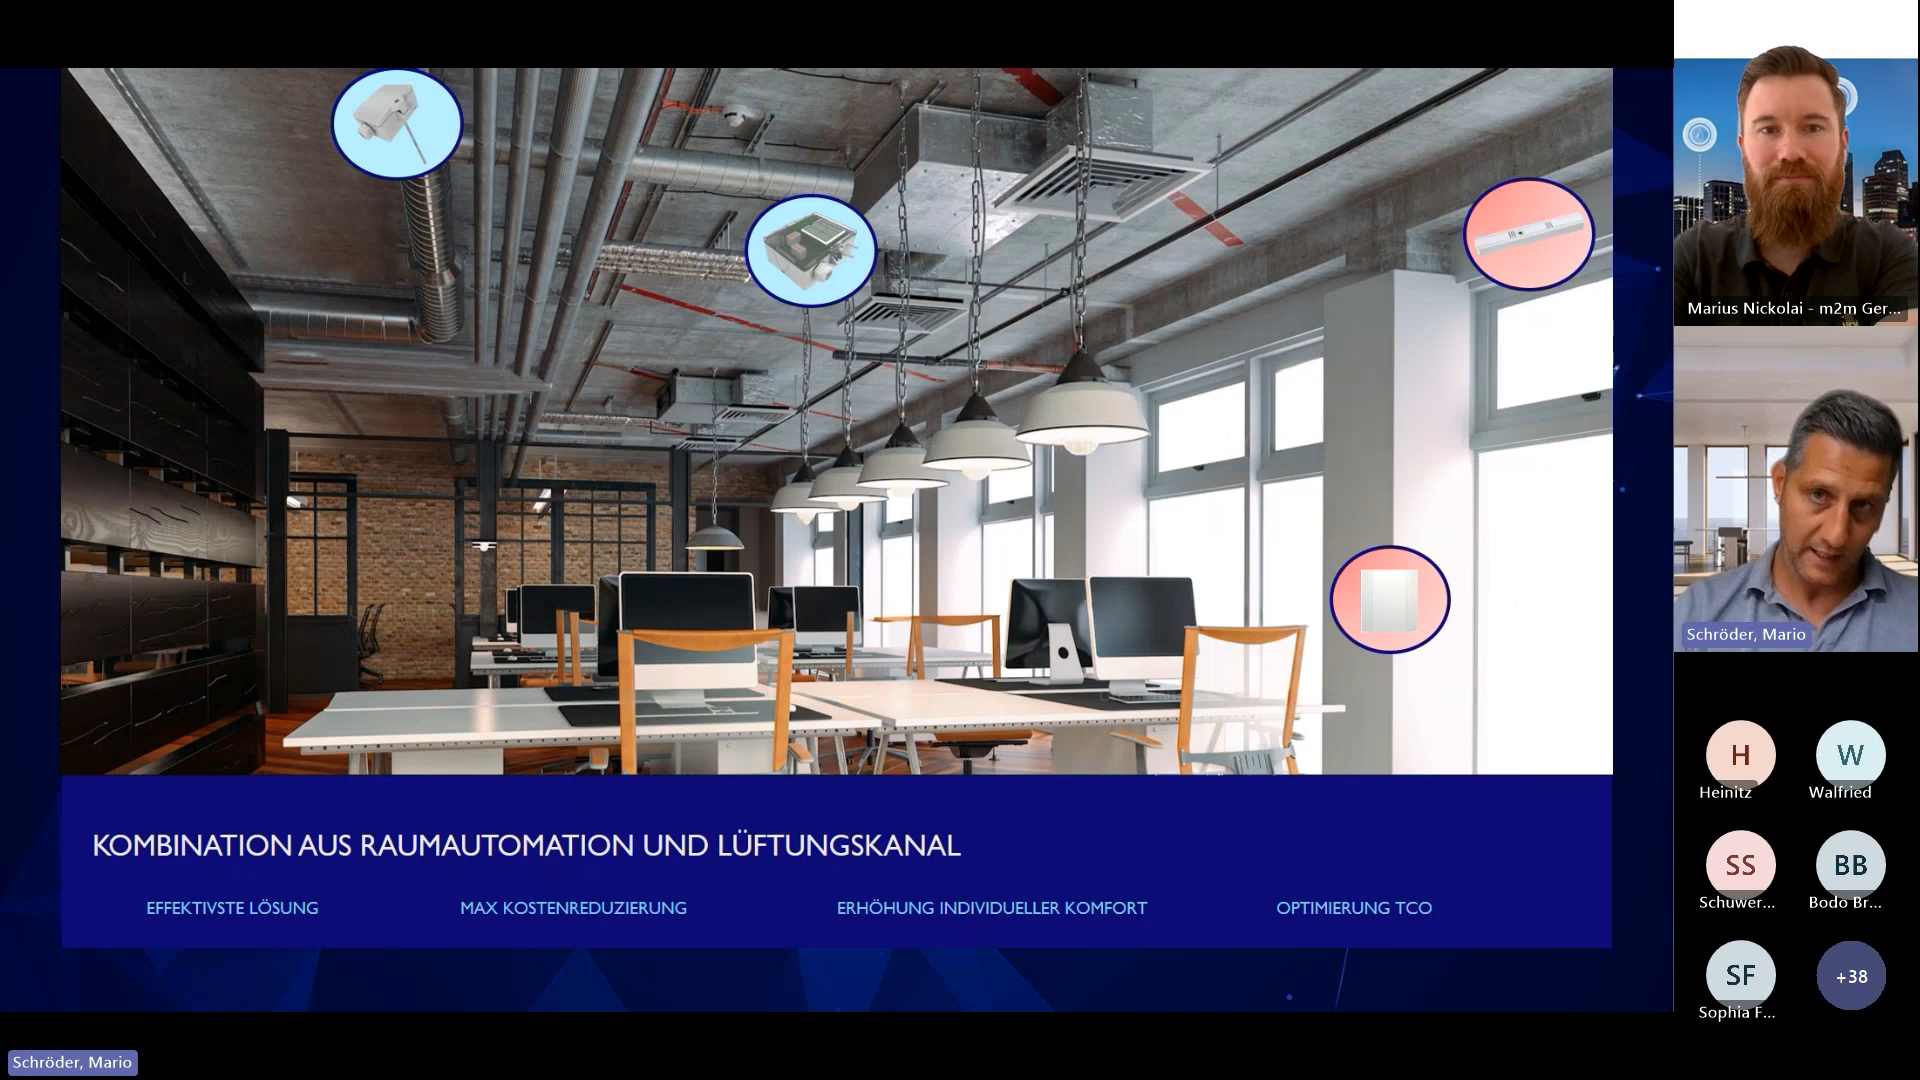 KOMBINATION AUS RAUMAUTOMATION UND LÜFTUNGSKANAL
EFFEKTIVSTE LÖSUNG
MAX KOSTENREDUZIERUNG
ERHÖHUNG INDIVIDUELLER KOMFORT
OPTIMIERUNG TCO
Marius Nickolai - m2m Ger...
Schröder, Mario
H
Heinitz
W
Walfried
SS
Schuwer...
BB
Bodo Br...
SF
Sophia F...
+38
Schröder, Mario